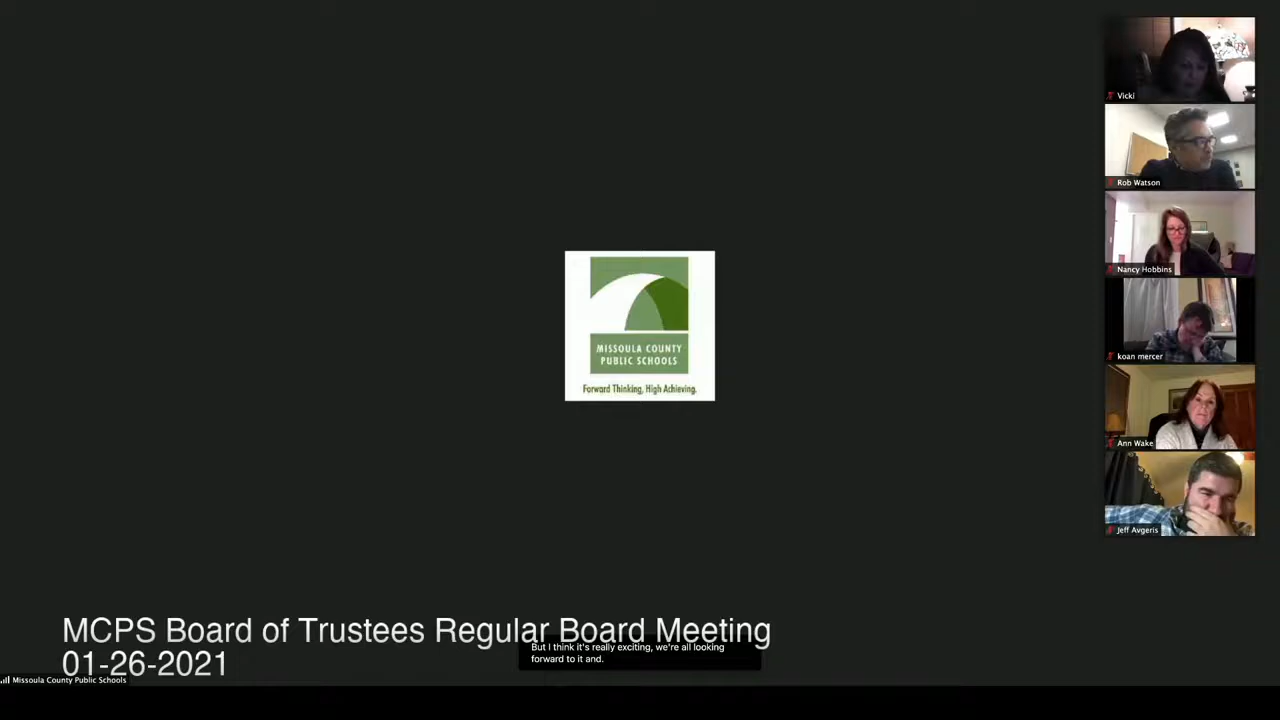 Vicki
Rob Watson
Nancy Hobbins
koan mercer
Ann Wake
Jeff Avgeris
MISSOULA COUNTY
PUBLIC SCHOOLS
Forward Thinking, High Achieving.
MCPS Board of Trustees Regular Board Meeting
01-26-2021
But I think it's really exciting, we're all looking
forward to it and.
Missoula County Public Schools